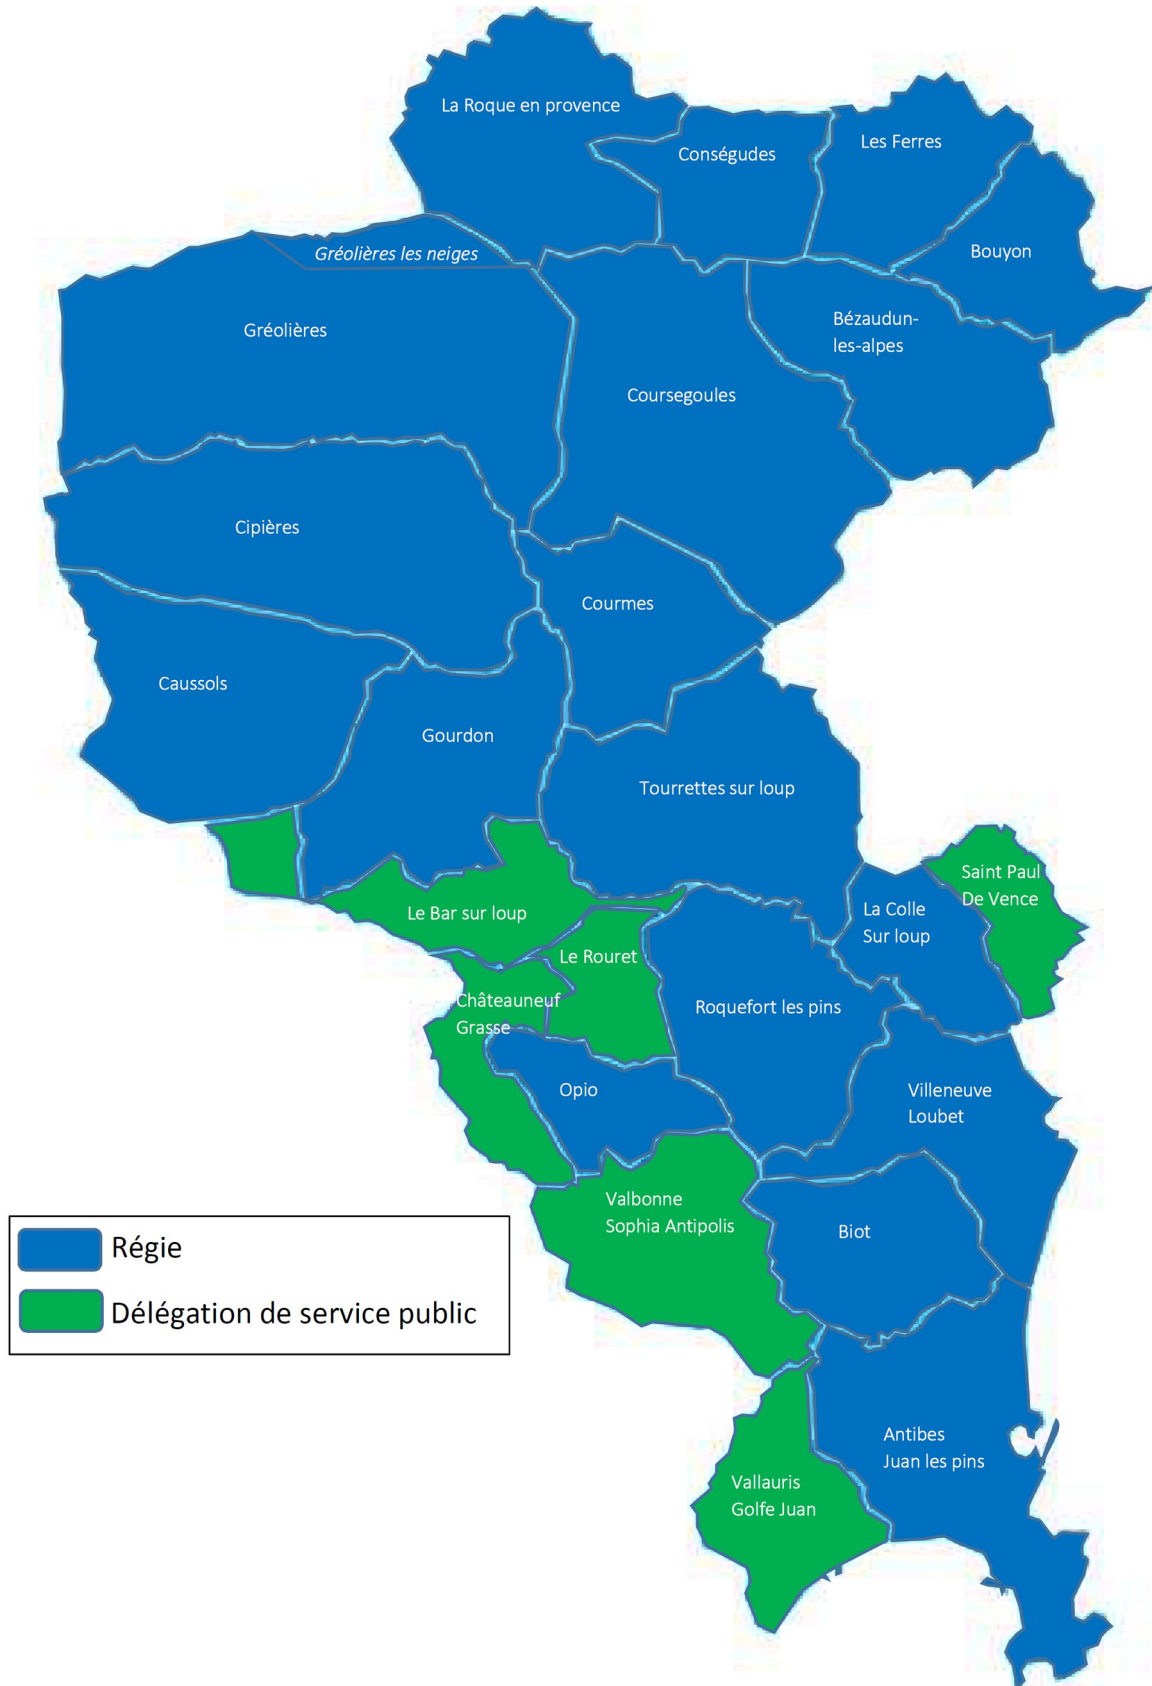 La Roque en provence
Conségudes
Les Ferres
Bouyon
Gréolières les neiges
Gréolières
Bézaudun-
les-alpes
Coursegoules
Cipières
Courmes
Caussols
Gourdon
Tourrettes sur loup
Saint Paul
De Vence
La Colle
Sur loup
Le Bar sur loup
Le Rouret
Châteauneuf
Grasse
Roquefort les pins
Opio
Villeneuve
Loubet
Valbonne
Sophia Antipolis
Biot
Régie
Délégation de service public
Antibes
Juan les pins
Vallauris
Golfe Juan